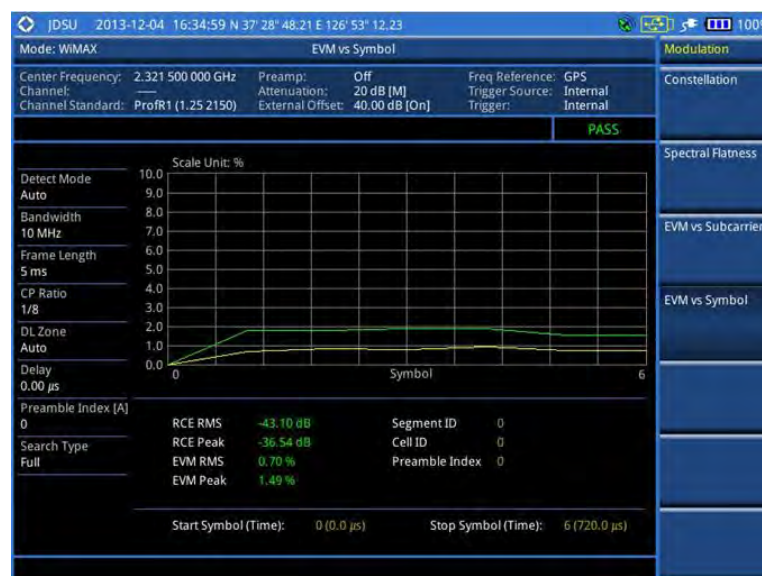 JDSU 2013-12-04 16:34:59 N 37' 28" 48.21 E 126' 53" 12.23 100%
Mode: WiMAX EVM vs Symbol Modulation
Center Frequency: 2.321 500 000 GHz Preamp: Off Freq Reference: GPS
Channel: ---- Attenuation: 20 dB [M] Trigger Source: Internal
Channel Standard: ProfR1 (1.25 2150) External Offset: 40.00 dB [On] Trigger: Internal
Constellation
PASS
Spectral Flatness
Scale Unit: %
10.0
9.0
8.0
7.0
6.0
5.0
4.0
3.0
2.0
1.0
0.0
0 Symbol 6
Detect Mode
Auto
Bandwidth
10 MHz
Frame Length
5 ms
CP Ratio
1/8
DL Zone
Auto
Delay
0.00 µs
Preamble Index [A]
0
Search Type
Full
EVM vs Subcarrier
EVM vs Symbol
RCE RMS -43.10 dB Segment ID 0
RCE Peak -36.54 dB Cell ID 0
EVM RMS 0.70 % Preamble Index 0
EVM Peak 1.49 %
Start Symbol (Time): 0 (0.0 µs) Stop Symbol (Time): 6 (720.0 µs)